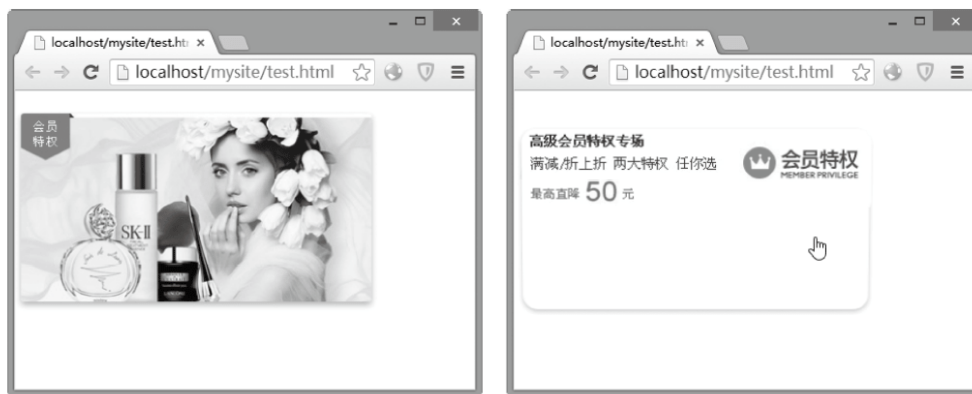 localhost/mysite/test.ht
localhost/mysite/test.html
会员
特权
SK-II
localhost/mysite/test.ht
localhost/mysite/test.html
高级会员特权专场
满减/折上折 两大特权 任你选
最高直降 50 元
会员特权
MEMBER PRIVILEGE